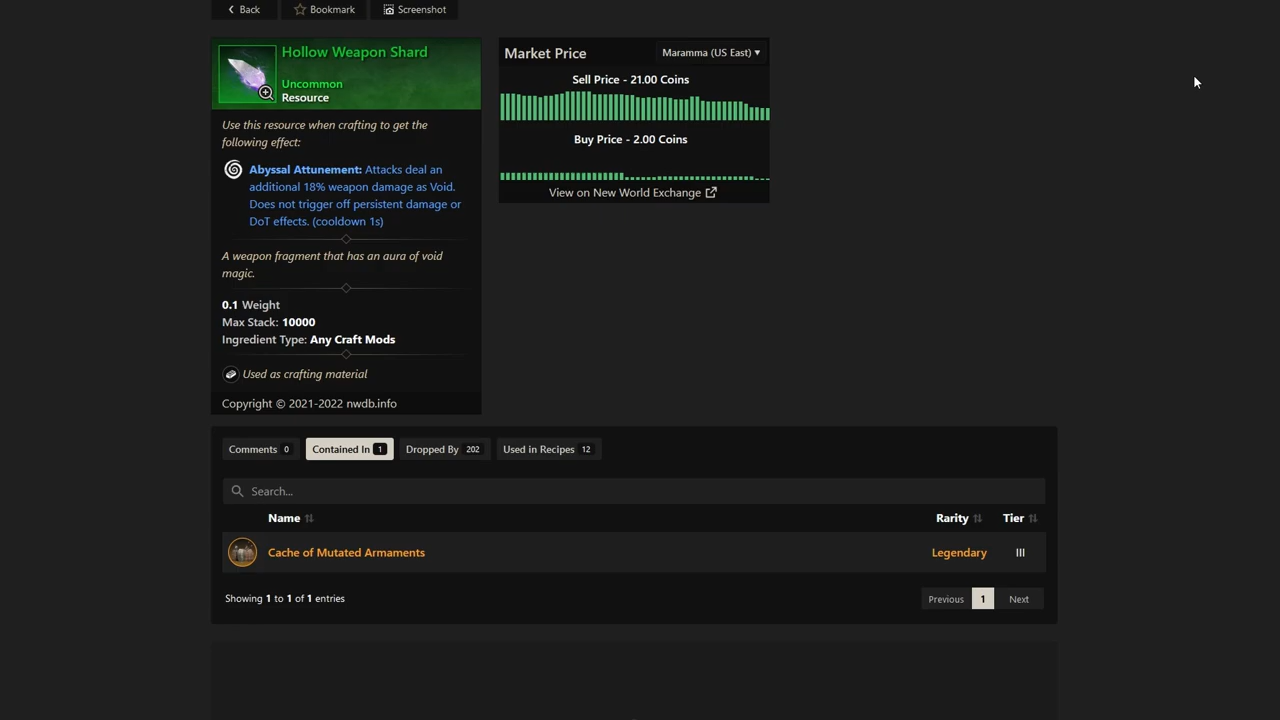 Back
Bookmark
Screenshot
Hollow Weapon Shard
Uncommon
Resource
Use this resource when crafting to get the
following effect:
Abyssal Attunement: Attacks deal an
additional 18% weapon damage as Void.
Does not trigger off persistent damage or
DoT effects. (cooldown 1s)
A weapon fragment that has an aura of void
magic.
0.1 Weight
Max Stack: 10000
Ingredient Type: Any Craft Mods
Used as crafting material
Copyright © 2021-2022 nwdb.info
Market Price
Maramma (US East)
Sell Price - 21.00 Coins
Buy Price - 2.00 Coins
View on New World Exchange
Comments 0
Contained In 1
Dropped By 202
Used in Recipes 12
Search...
Name
Rarity
Tier
Cache of Mutated Armaments
Legendary
III
Showing 1 to 1 of 1 entries
Previous
1
Next